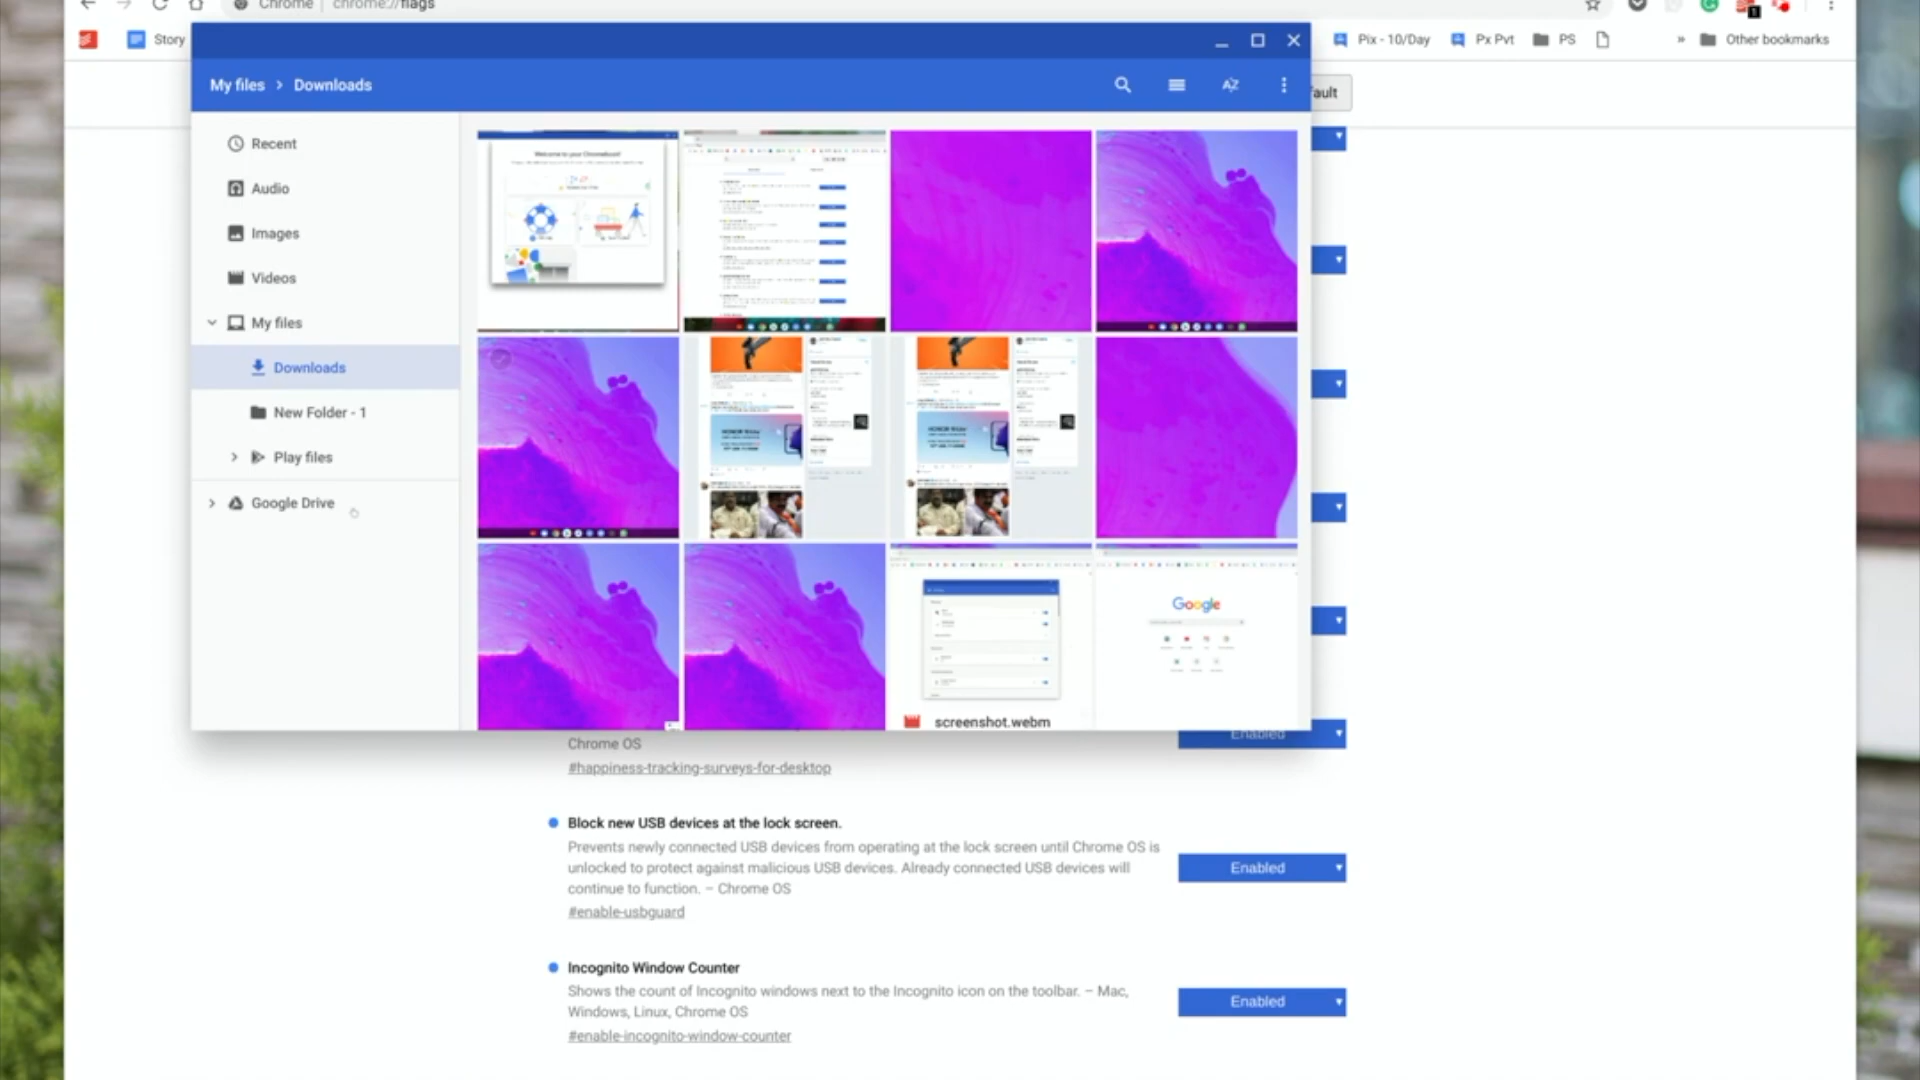 Chrome | chrome://flags
Story
Pix - 10/Day
Px Pvt
PS
Other bookmarks
My files > Downloads
ault
Recent
Audio
Images
Videos
My files
Downloads
New Folder - 1
Play files
Google Drive
Welcome to your Chromebook!
Google
screenshot.webm
Enabled
Chrome OS
#happiness-tracking-surveys-for-desktop
Block new USB devices at the lock screen.
Prevents newly connected USB devices from operating at the lock screen until Chrome OS is
unlocked to protect against malicious USB devices. Already connected USB devices will
continue to function. – Chrome OS
#enable-usbguard
Enabled
Incognito Window Counter
Shows the count of Incognito windows next to the Incognito icon on the toolbar. – Mac,
Windows, Linux, Chrome OS
#enable-incognito-window-counter
Enabled